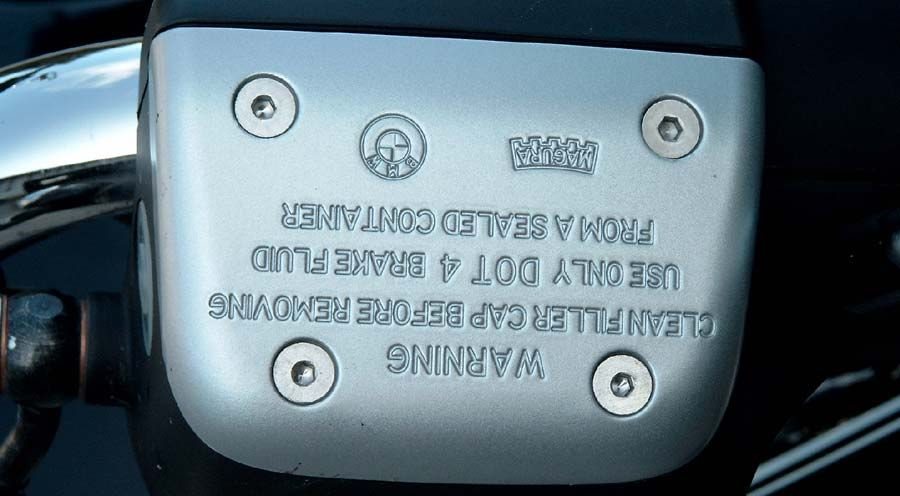 WARNING
CLEAN FILLER CAP BEFORE REMOVING
USE ONLY DOT 4 BRAKE FLUID
FROM A SEALED CONTAINER
MAGURA
BMW